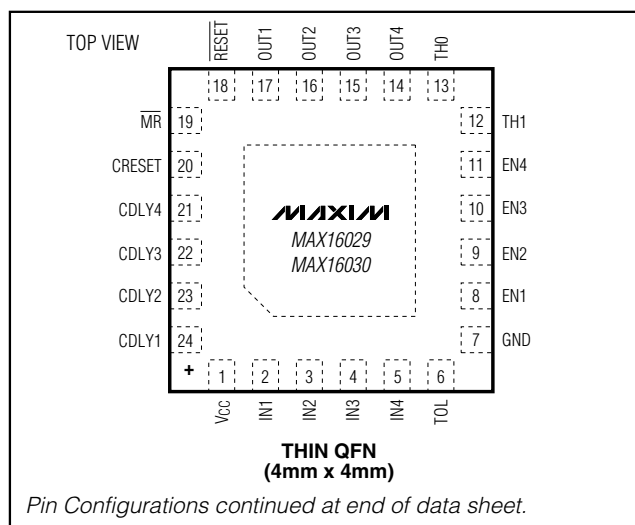 TOP VIEW
RESET
OUT1
OUT2
OUT3
OUT4
TH0
18
17
16
15
14
13
MR
19
12
TH1
CRESET
20
11
EN4
CDLY4
21
MAXIM
MAX16029
MAX16030
10
EN3
CDLY3
22
9
EN2
CDLY2
23
8
EN1
CDLY1
24
7
GND
+
1
2
3
4
5
6
VCC
IN1
IN2
IN3
IN4
TOL
THIN QFN
(4mm x 4mm)
Pin Configurations continued at end of data sheet.